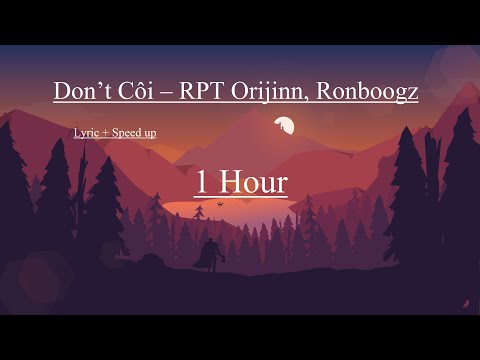 Don’t Côi – RPT Orijinn, Ronboogz
Lyric + Speed up
1 Hour